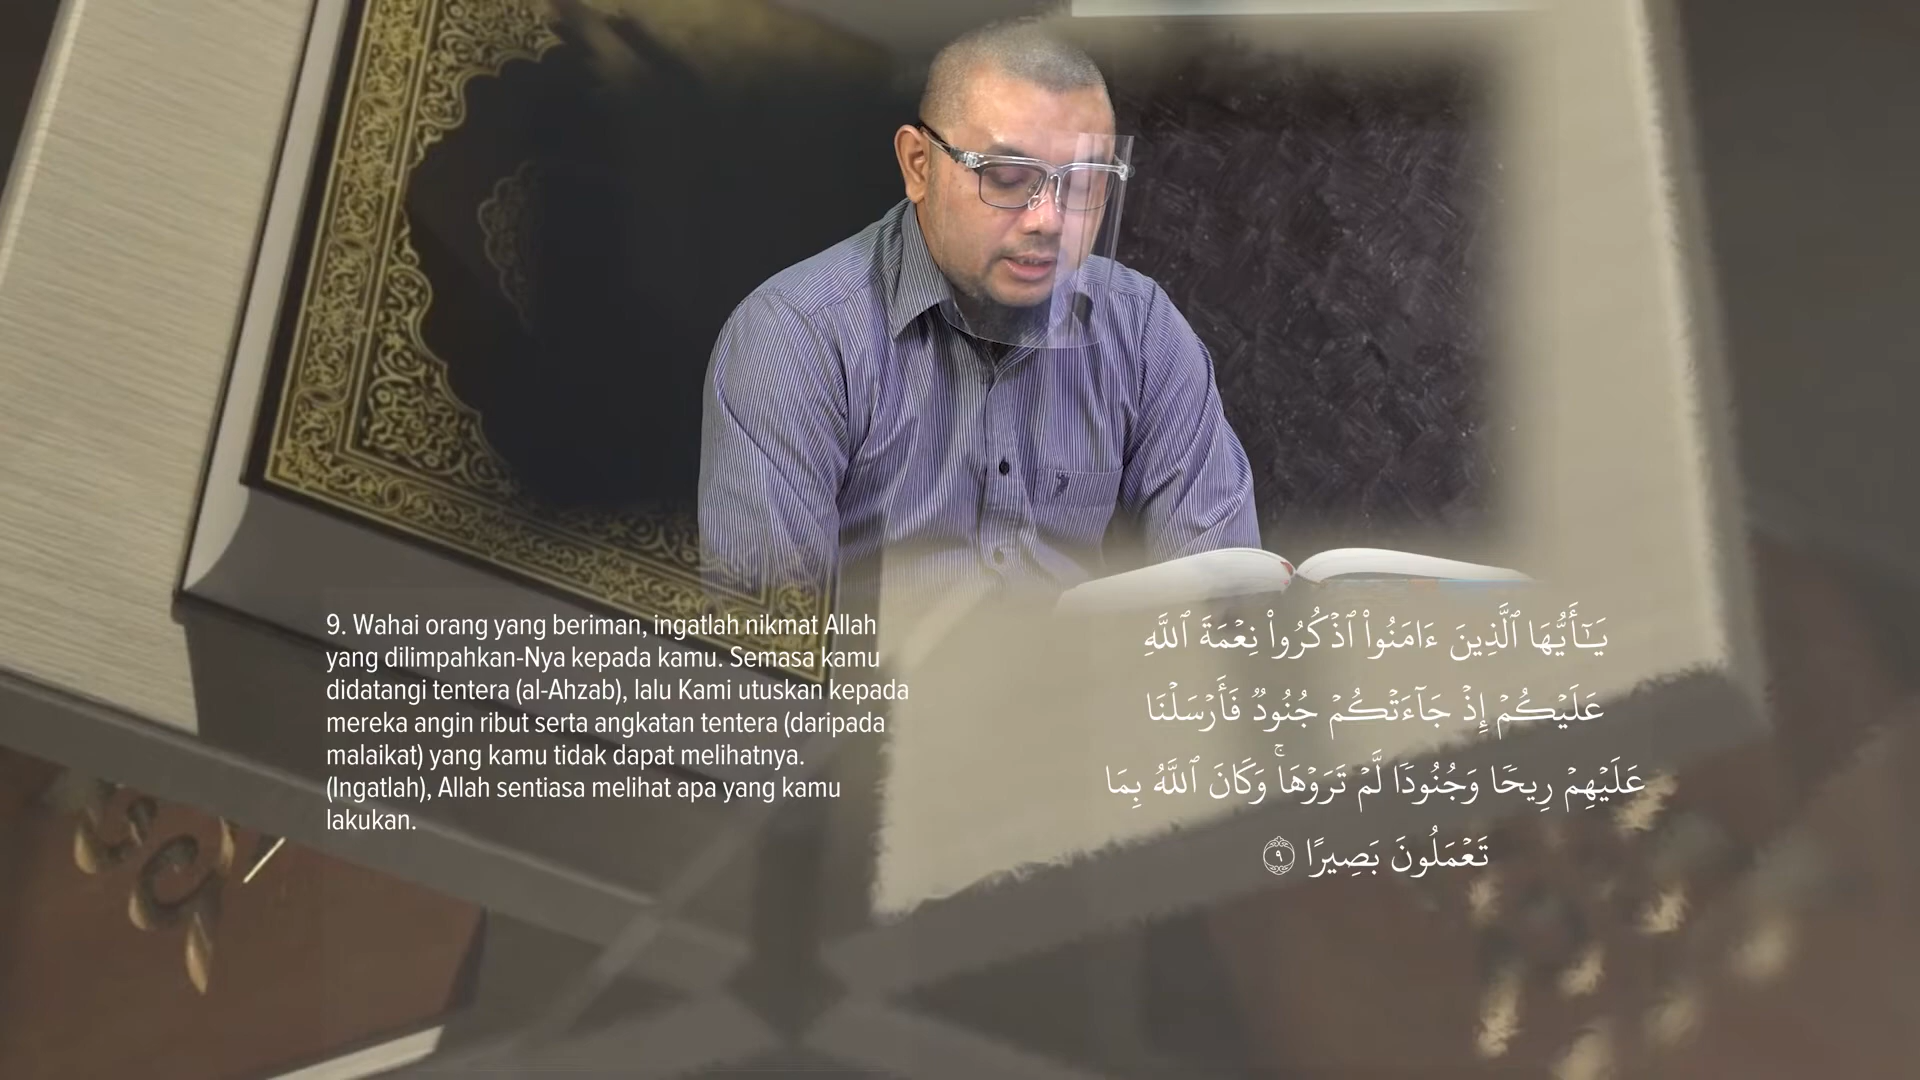 9. Wahai orang yang beriman, ingatlah nikmat Allah
yang dilimpahkan-Nya kepada kamu. Semasa kamu
didatangi tentera (al-Ahzab), lalu Kami utuskan kepada
mereka angin ribut serta angkatan tentera (daripada
malaikat) yang kamu tidak dapat melihatnya.
(Ingatlah), Allah sentiasa melihat apa yang kamu
lakukan.
يَـٰٓأَيُّهَا ٱلَّذِينَ ءَامَنُوا۟ ٱذْكُرُوا۟ نِعْمَةَ ٱللَّهِ
عَلَيْكُمْ إِذْ جَآءَتْكُمْ جُنُودٌ فَأَرْسَلْنَا
عَلَيْهِمْ رِيحًا وَجُنُودًا لَّمْ تَرَوْهَا ۚ وَكَانَ ٱللَّهُ بِمَا
تَعْمَلُونَ بَصِيرًا ٩